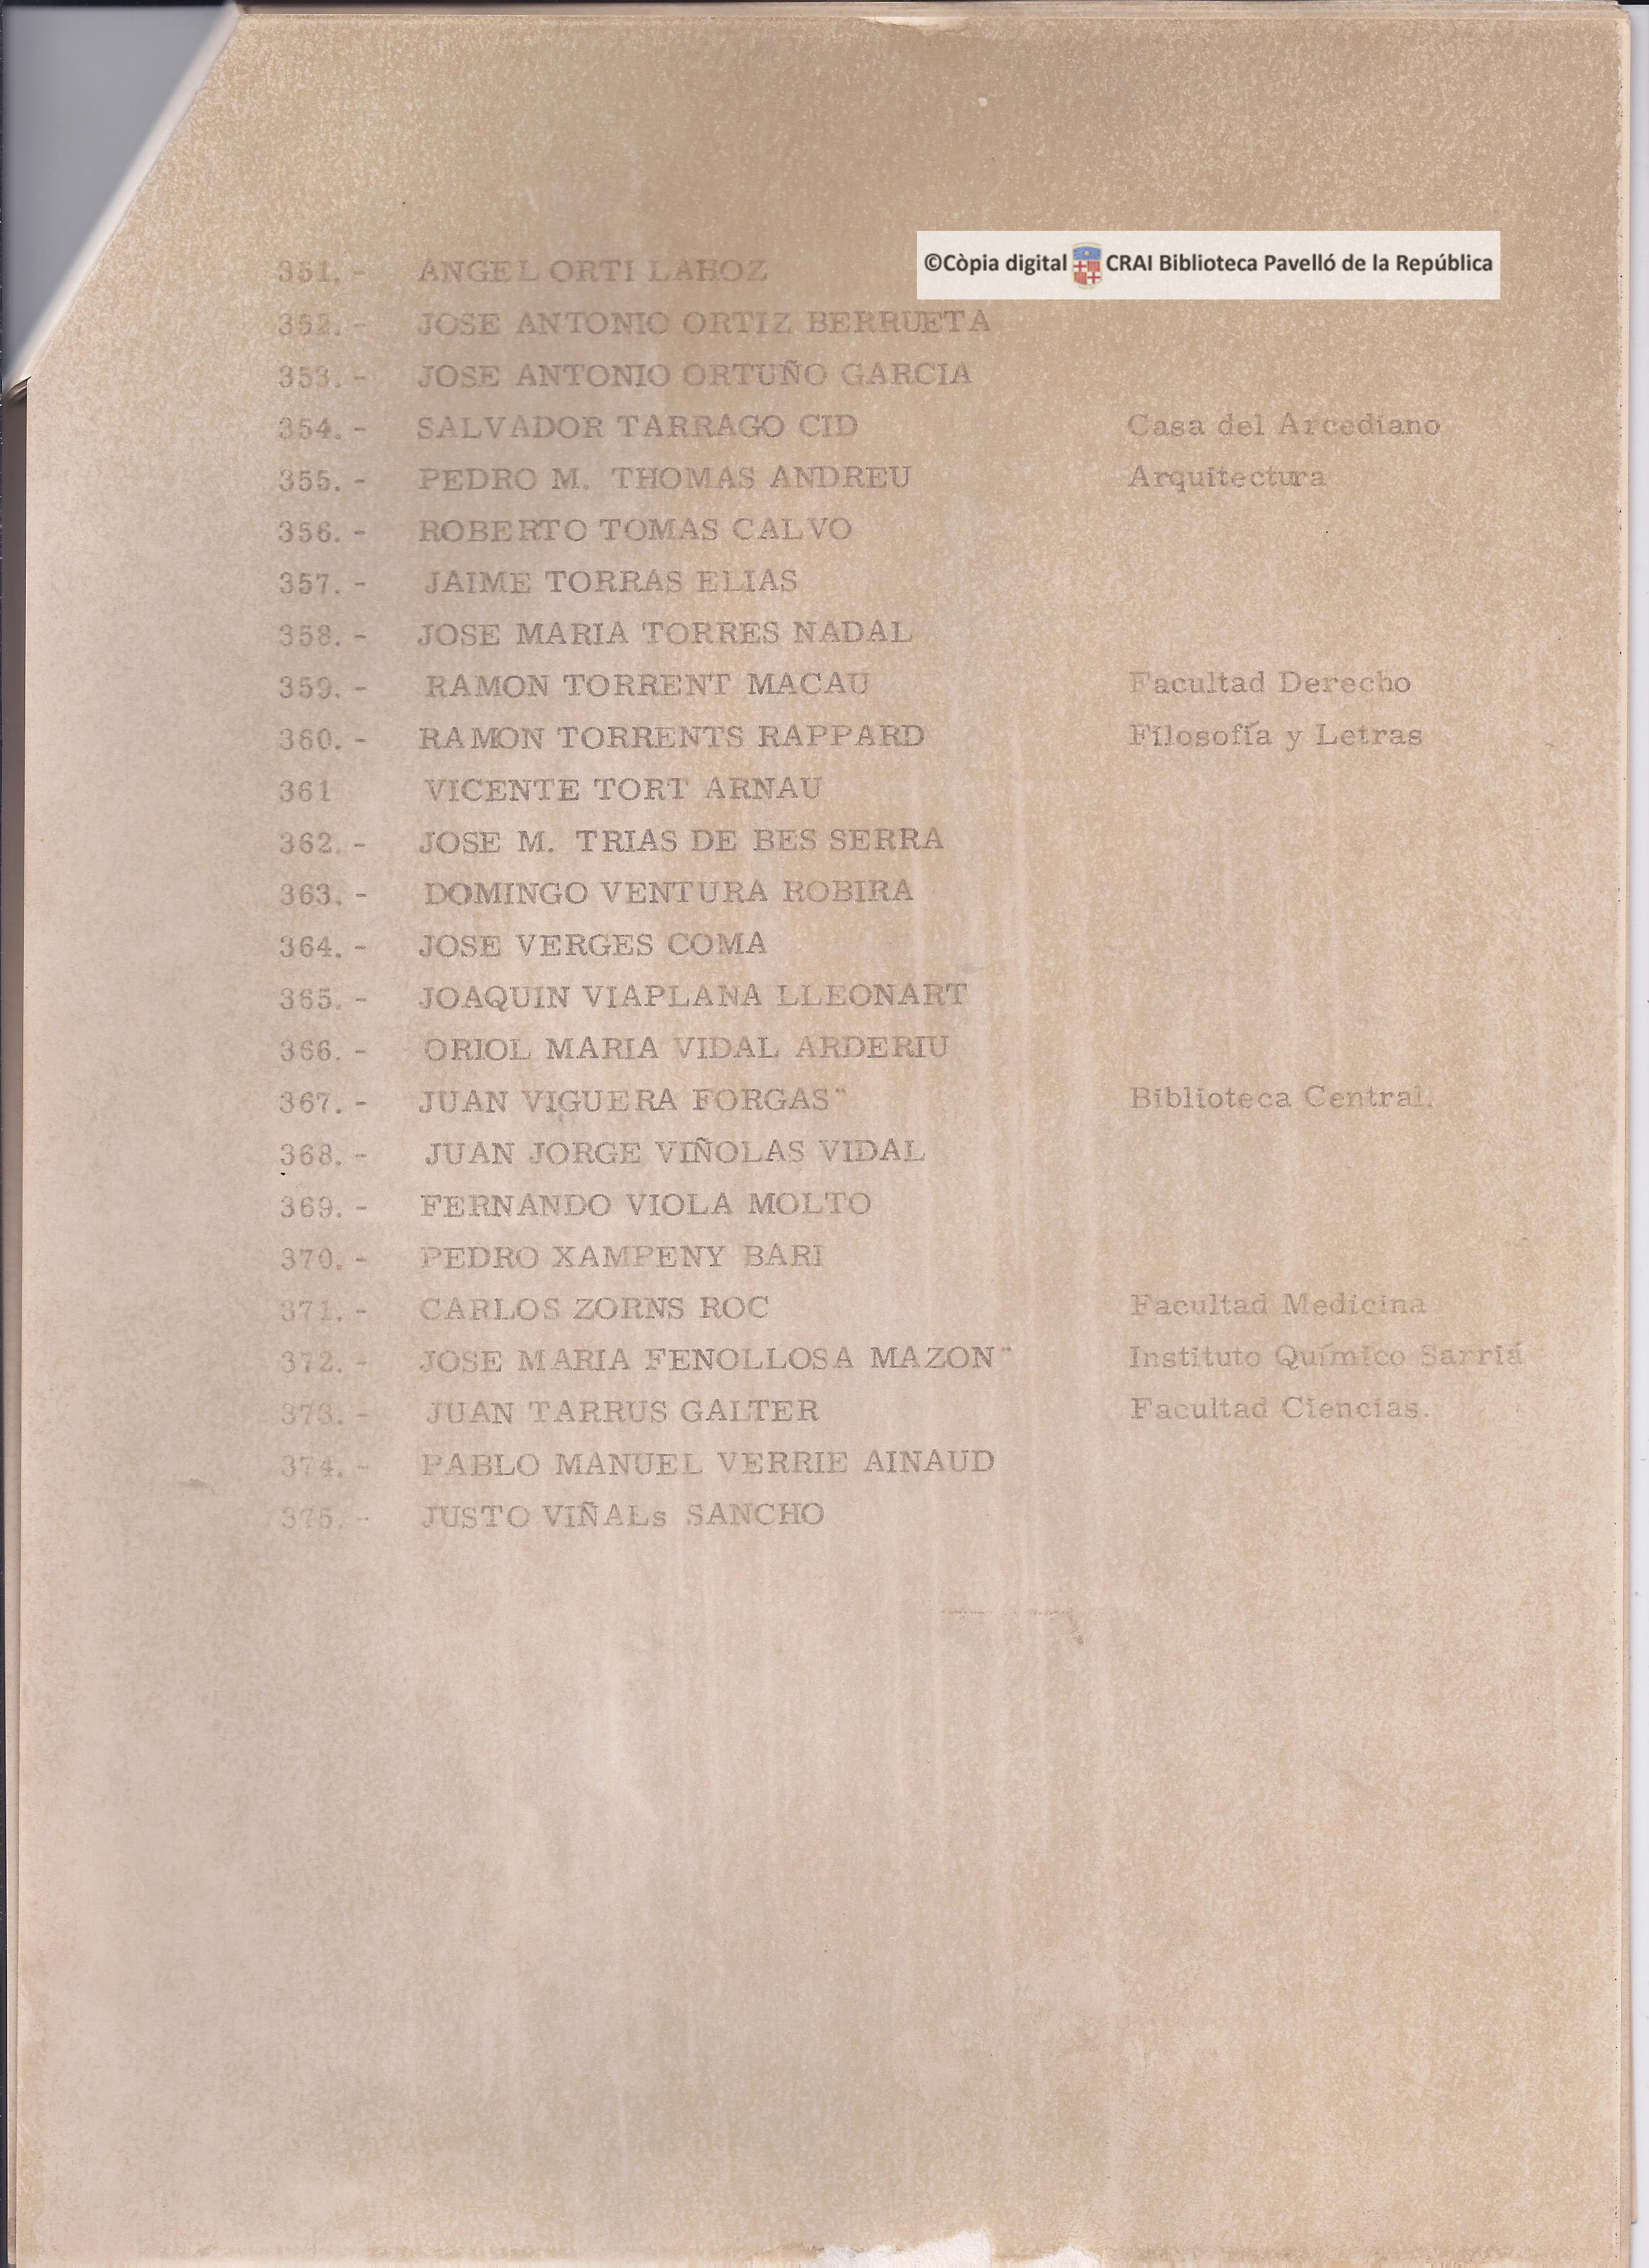 ©Còpia digital CRAI Biblioteca Pavelló de la República
351. - ANGEL ORTI LAHOZ
352. - JOSE ANTONIO ORTIZ BERRUETA
353. - JOSE ANTONIO ORTUÑO GARCIA
354. - SALVADOR TARRAGO CID Casa del Arcediano
355. - PEDRO M. THOMAS ANDREU Arquitectura
356. - ROBERTO TOMAS CALVO
357. - JAIME TORRAS ELIAS
358. - JOSE MARIA TORRES NADAL
359. - RAMON TORRENT MACAU Facultad Derecho
360. - RAMON TORRENTS RAPPARD Filosofía y Letras
361 VICENTE TORT ARNAU
362. - JOSE M. TRIAS DE BES SERRA
363. - DOMINGO VENTURA ROBIRA
364. - JOSE VERGES COMA
365. - JOAQUIN VIAPLANA LLEONART
366. - ORIOL MARIA VIDAL ARDERIU
367. - JUAN VIGUERA FORGAS" Biblioteca Central.
368. - JUAN JORGE VIÑOLAS VIDAL
369. - FERNANDO VIOLA MOLTO
370. - PEDRO XAMPENY BARI
371. - CARLOS ZORNS ROC Facultad Medicina
372. - JOSE MARIA FENOLLOSA MAZON" Instituto Químico Sarriá
373. - JUAN TARRUS GALTER Facultad Ciencias.
374. - PABLO MANUEL VERRIE AINAUD
375. - JUSTO VIÑALs SANCHO